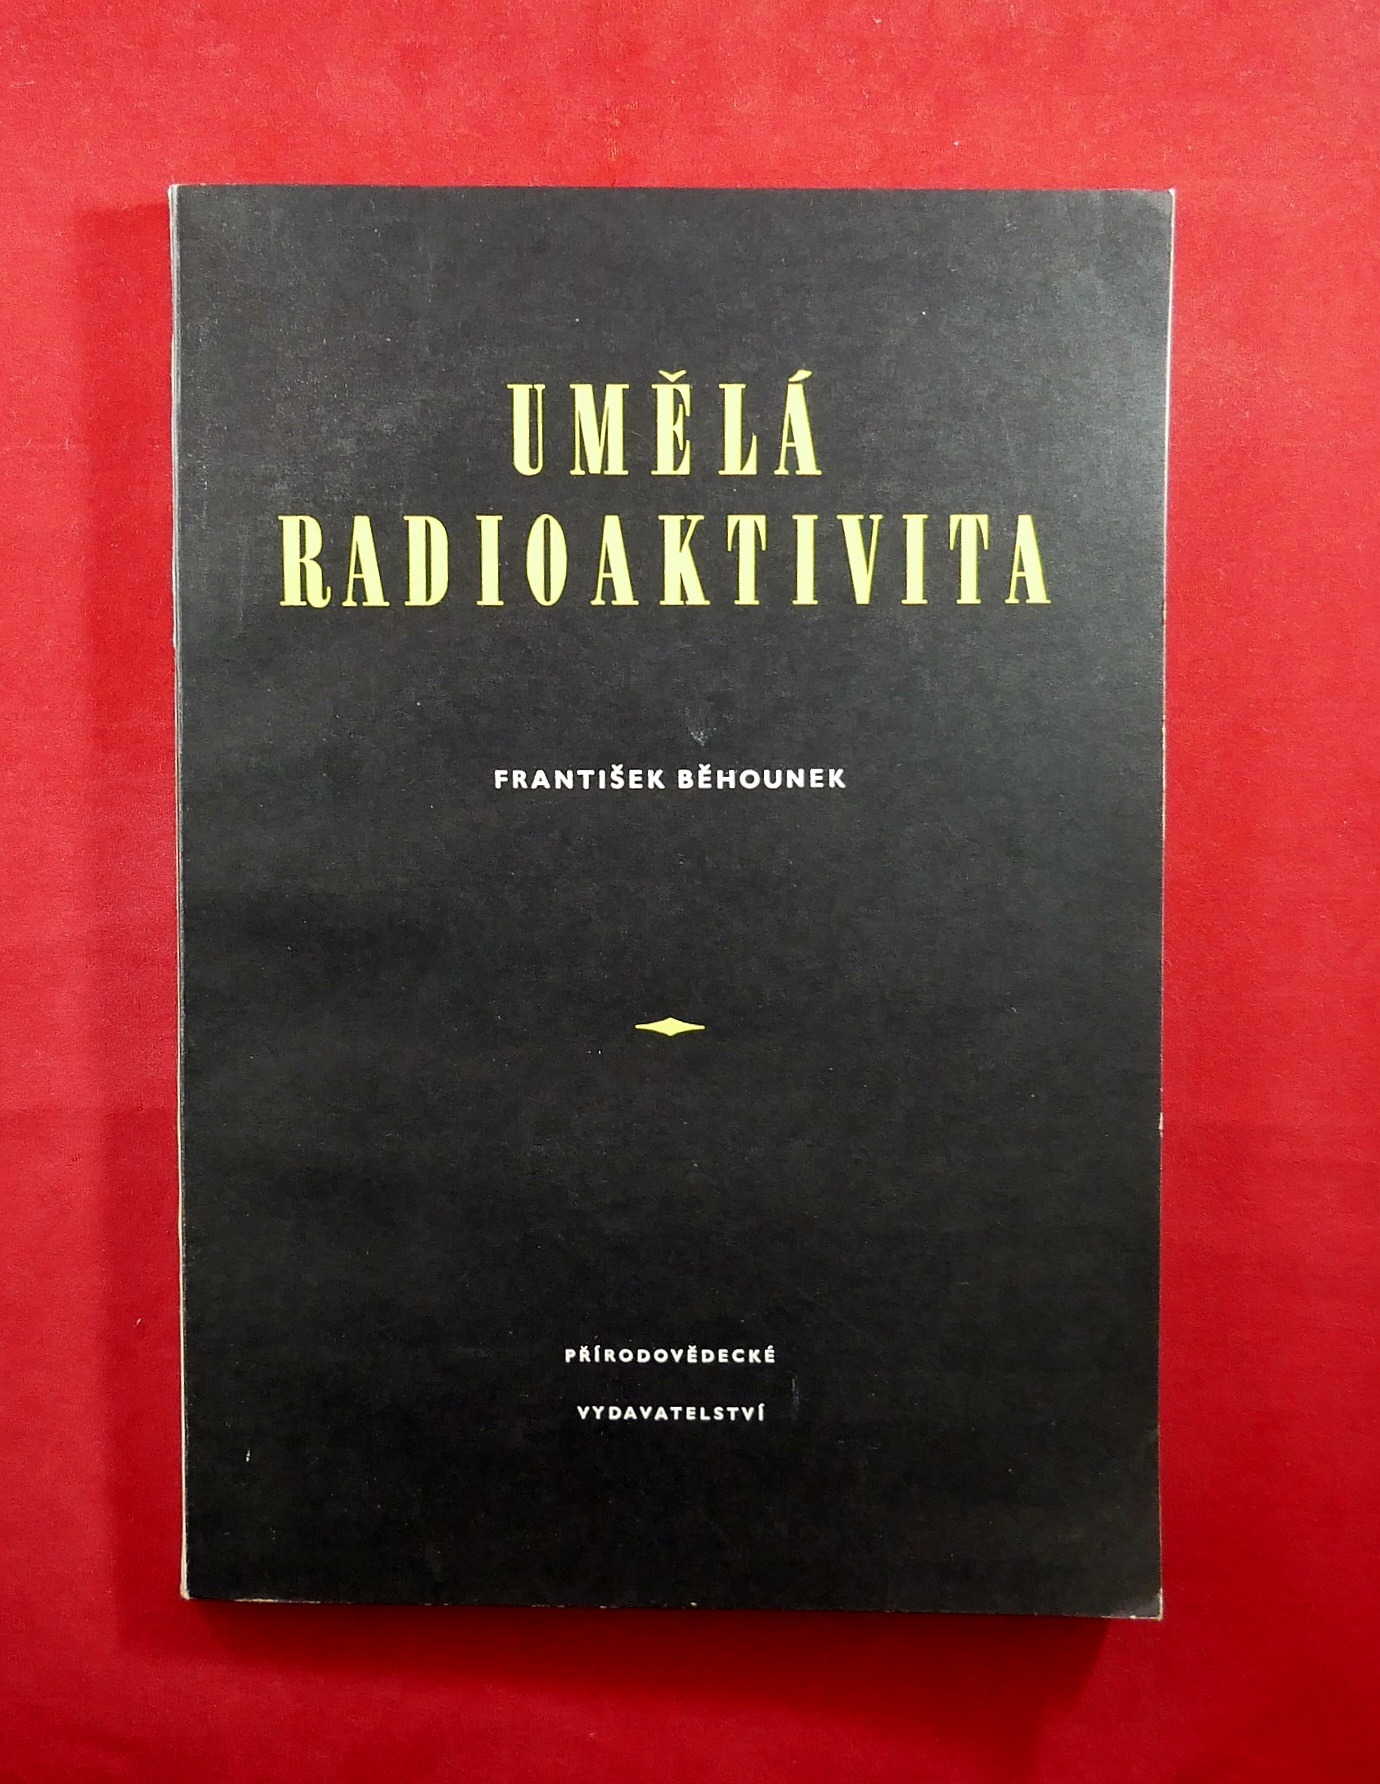 UMĚLÁ
RADIOAKTIVITA
FRANTIŠEK BĚHOUNEK
PŘÍRODOVĚDECKÉ
VYDAVATELSTVÍ